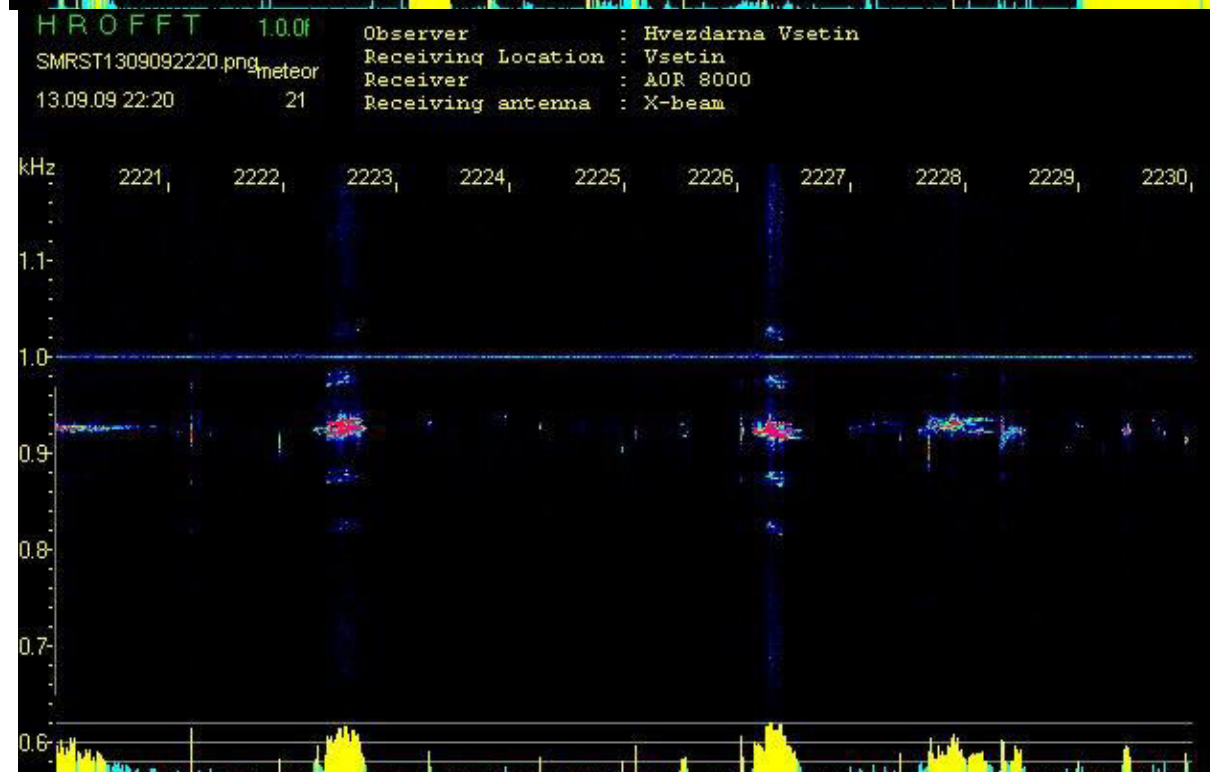 H R O F F T 1.0.0f
SMRST1309092220.png
meteor
13.09.09 22:20 21
Observer : Hvezdarna Vsetin
Receiving Location : Vsetin
Receiver : AOR 8000
Receiving antenna : X-beam
kHz 2221 2222 2223 2224 2225 2226 2227 2228 2229 2230
1.1
1.0
0.9
0.8
0.7
0.6